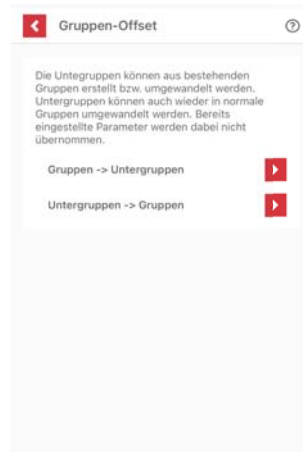 Gruppen-Offset
Die Untegruppen können aus bestehenden
Gruppen erstellt bzw. umgewandelt werden.
Untergruppen können auch wieder in normale
Gruppen umgewandelt werden. Bereits
eingestellte Parameter werden dabei nicht
übernommen.
Gruppen -> Untergruppen
Untergruppen -> Gruppen